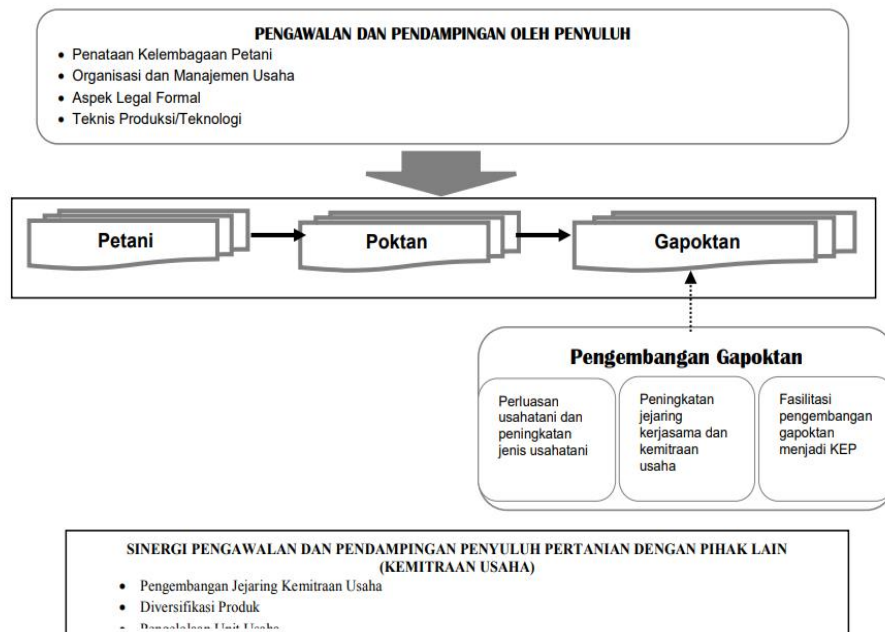 PENGAWALAN DAN PENDAMPINGAN OLEH PENYULUH
• Penataan Kelembagaan Petani
• Organisasi dan Manajemen Usaha
• Aspek Legal Formal
• Teknis Produksi/Teknologi
Petani
Poktan
Gapoktan
Pengembangan Gapoktan
Perluasan
usahatani dan
peningkatan
jenis usahatani
Peningkatan
jejaring
kerjasama dan
kemitraan
usaha
Fasilitasi
pengembangan
gapoktan
menjadi KEP
SINERGI PENGAWALAN DAN PENDAMPINGAN PENYULUH PERTANIAN DENGAN PIHAK LAIN
(KEMITRAAN USAHA)
• Pengembangan Jejaring Kemitraan Usaha
• Diversifikasi Produk
• Pengelolaan Unit Usaha